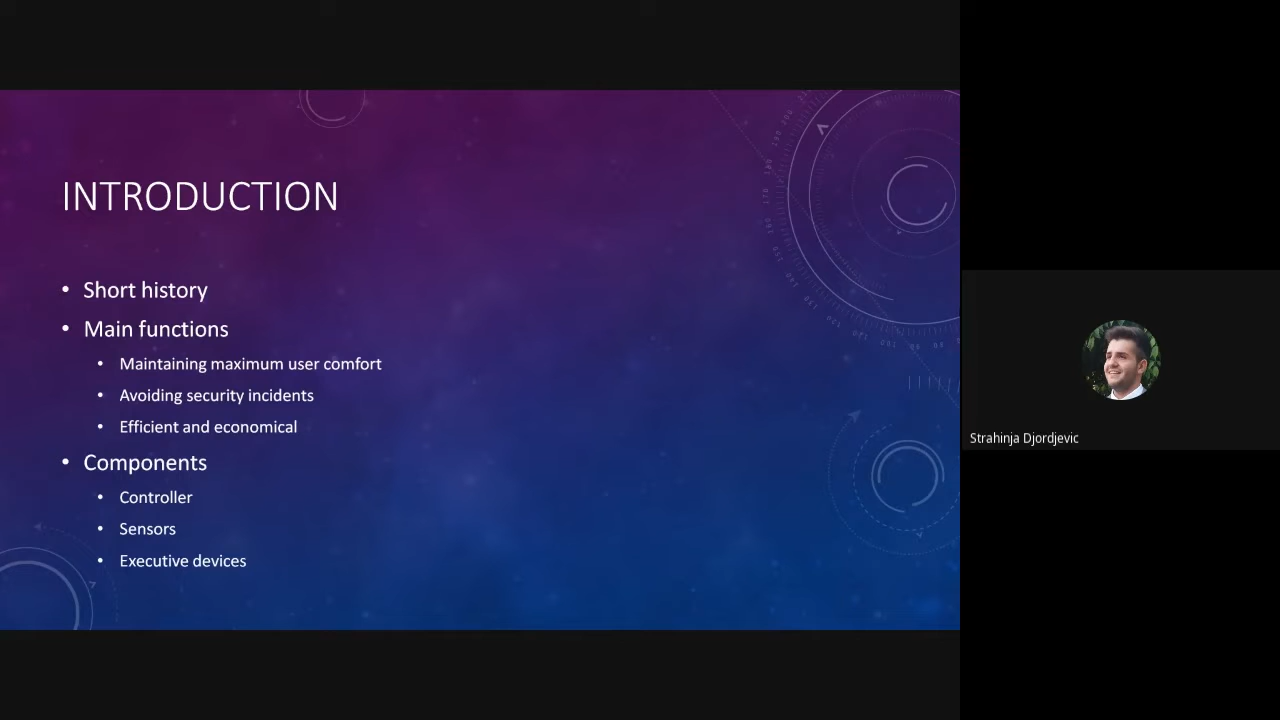 INTRODUCTION
• Short history
• Main functions
• Maintaining maximum user comfort
• Avoiding security incidents
• Efficient and economical
• Components
• Controller
• Sensors
• Executive devices
Strahinja Djordjevic